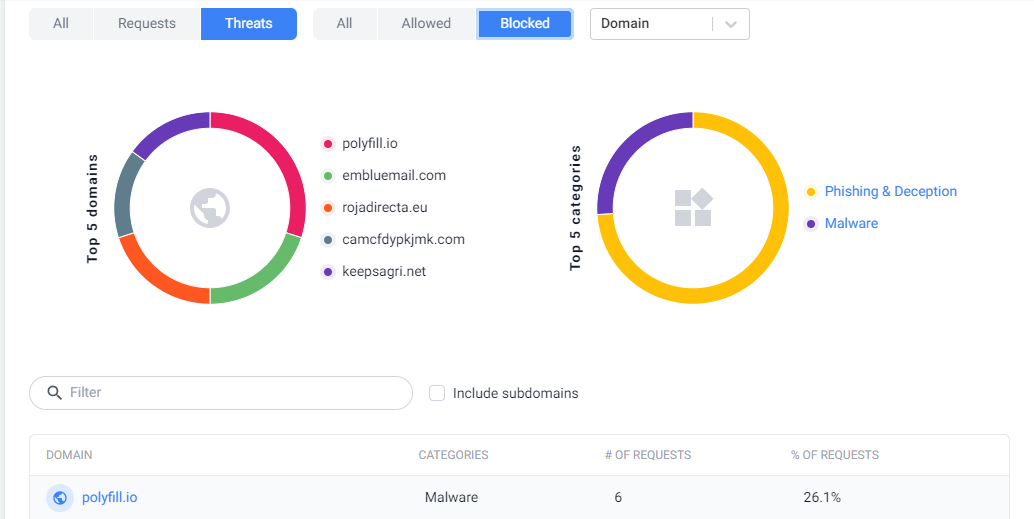 All Requests Threats All Allowed Blocked Domain
Top 5 domains
polyfill.io
embluemail.com
rojadirecta.eu
camcfdypkjmk.com
keepsagri.net
Top 5 categories
Phishing & Deception
Malware
Filter Include subdomains
DOMAIN CATEGORIES # OF REQUESTS % OF REQUESTS
polyfill.io Malware 6 26.1%